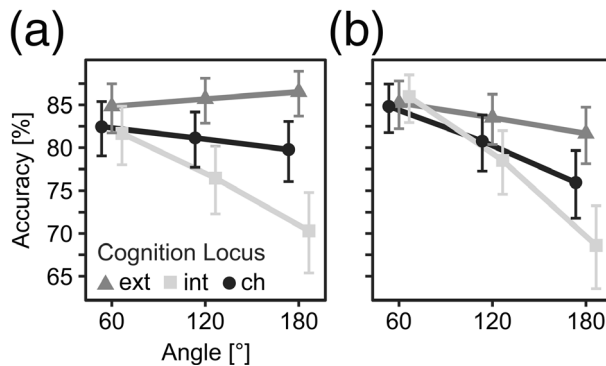 (a)
(b)
Accuracy [%]
85
80
75
70
65
Cognition Locus
ext int ch
60 120 180
60 120 180
Angle [°]